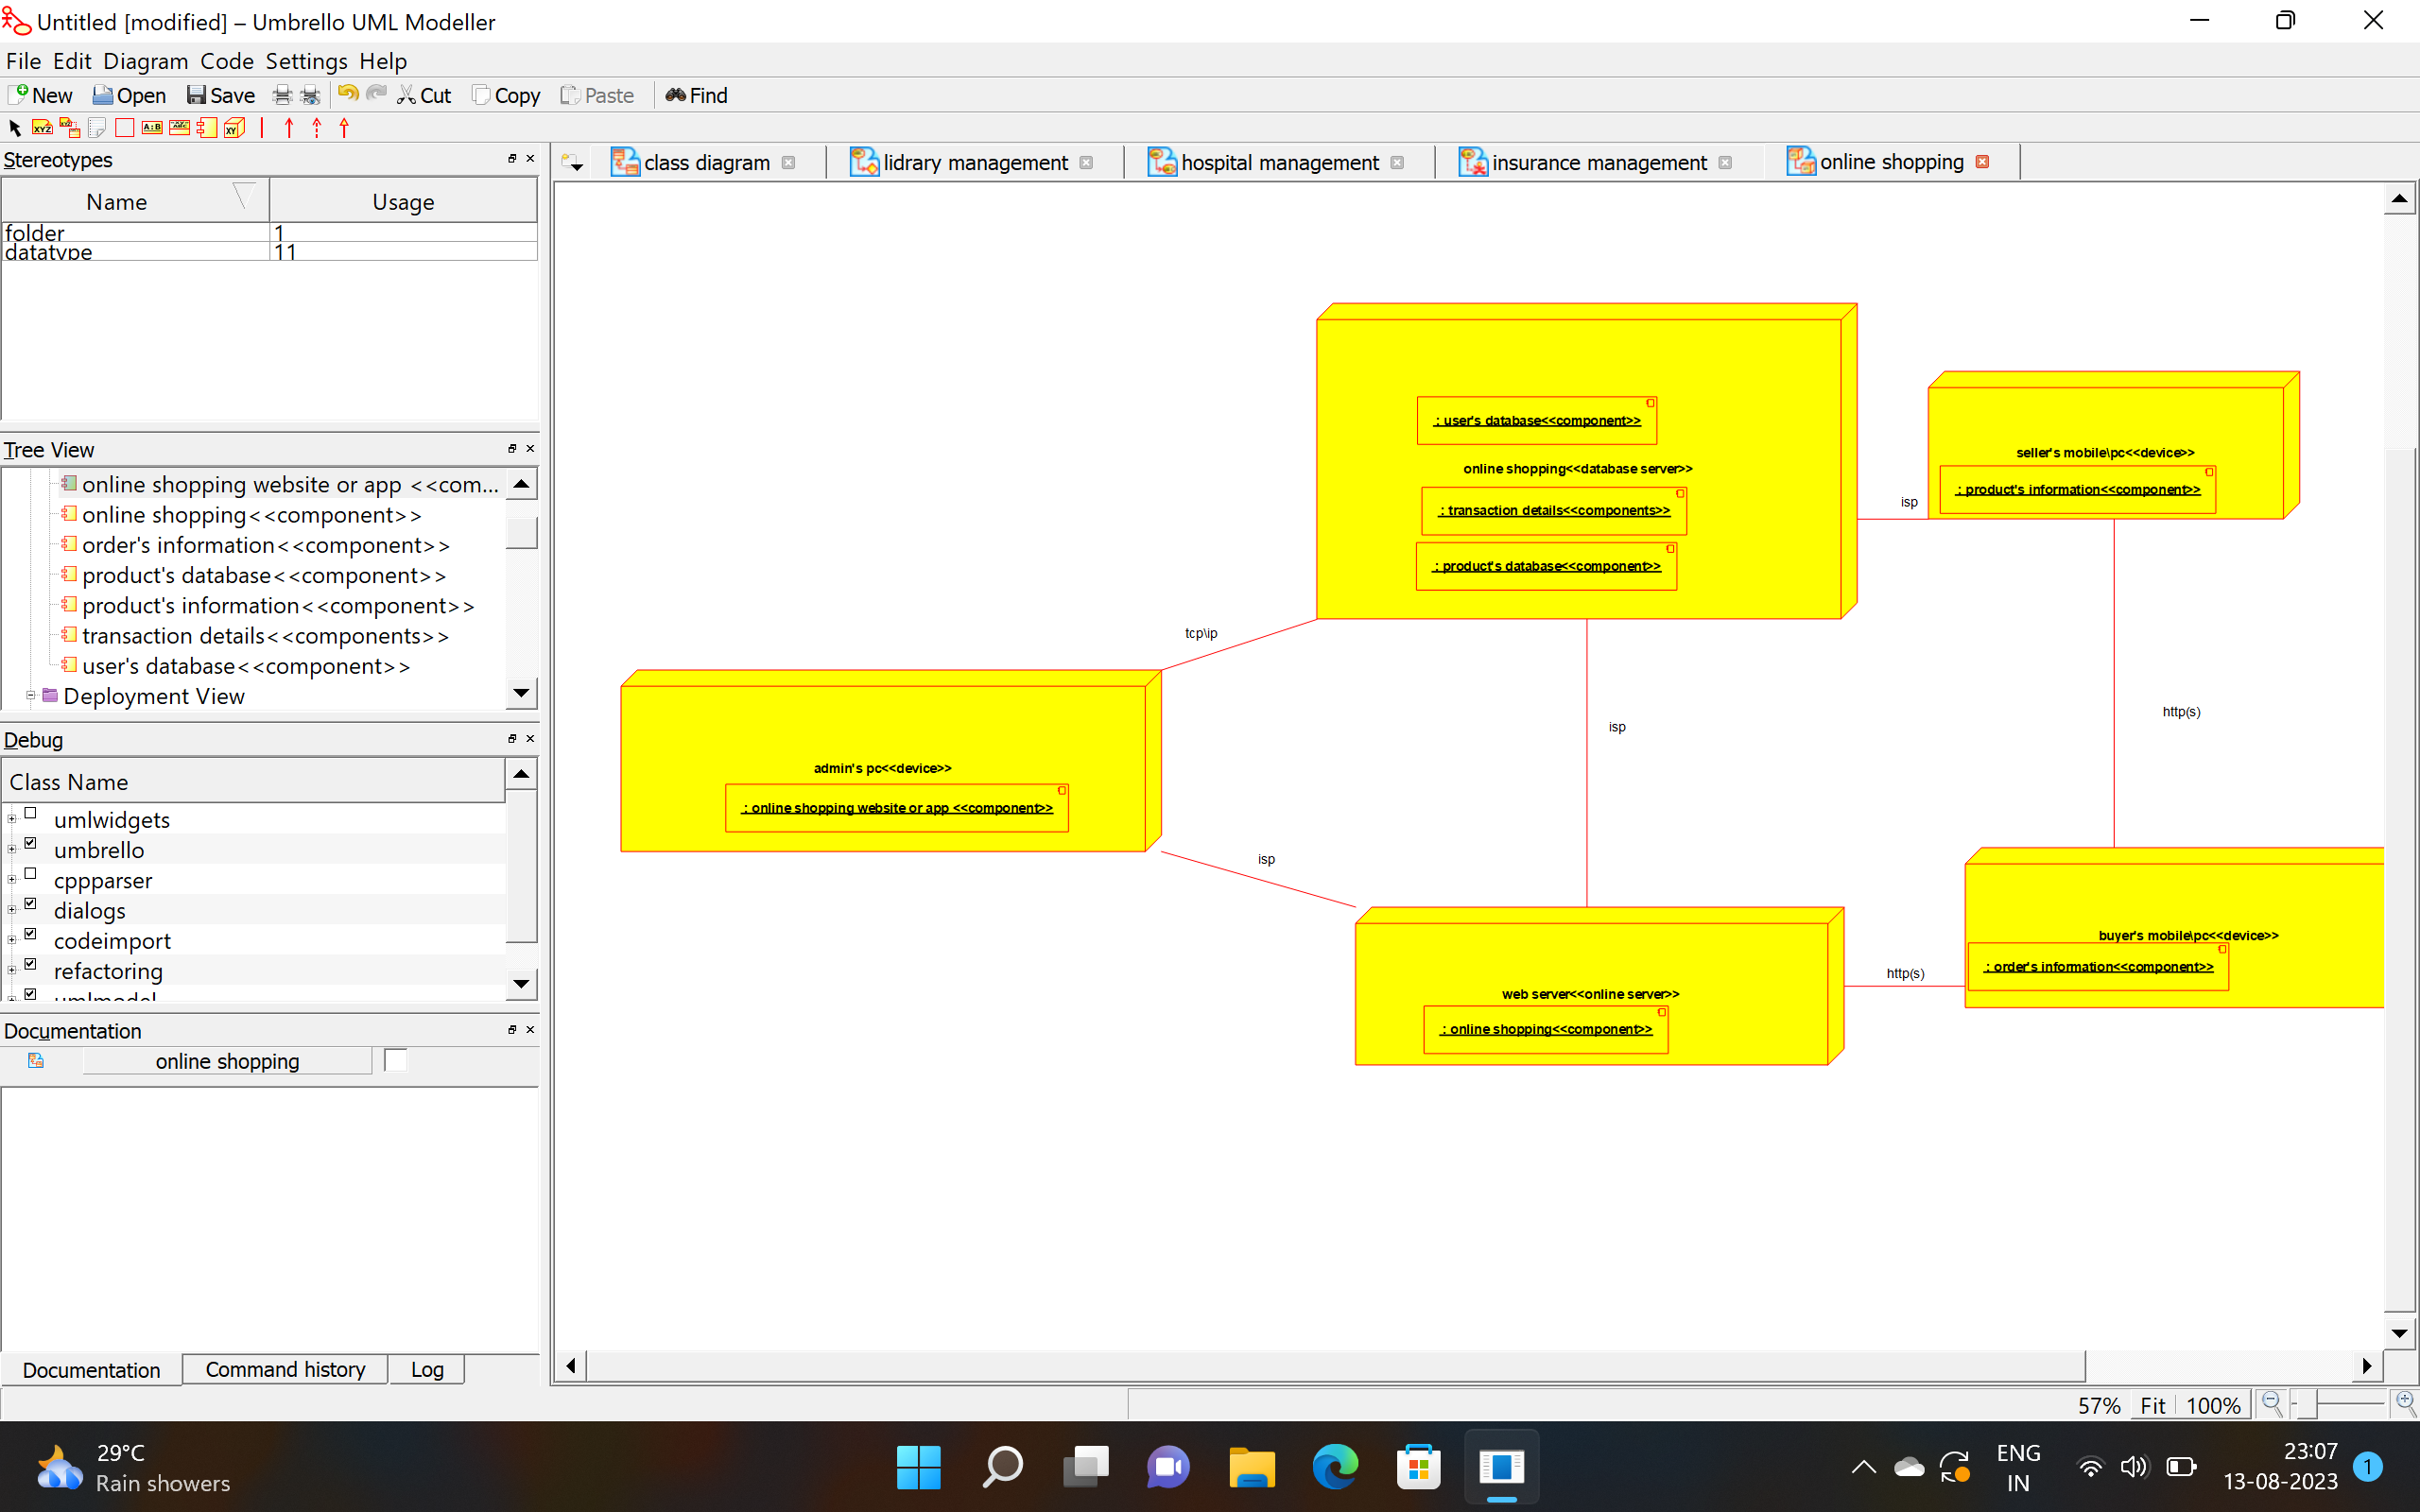 Untitled [modified] – Umbrello UML Modeller
File Edit Diagram Code Settings Help
New Open Save Cut Copy Paste Find
Stereotypes
Name Usage
folder 1
datatype 11
Tree View
online shopping website or app <<com...
online shopping<<component>>
order's information<<component>>
product's database<<component>>
product's information<<component>>
transaction details<<components>>
user's database<<component>>
Deployment View
Debug
Class Name
umlwidgets
umbrello
cppparser
dialogs
codeimport
refactoring
umlmodel
Documentation
online shopping
Documentation Command history Log
class diagram lidrary management hospital management insurance management online shopping
: user's database<<component>>
online shopping<<database server>>
: transaction details<<components>>
: product's database<<component>>
seller's mobile\pc<<device>>
: product's information<<component>>
isp
tcp\ip
isp
http(s)
admin's pc<<device>>
: online shopping website or app <<component>>
isp
web server<<online server>>
: online shopping<<component>>
http(s)
buyer's mobile\pc<<device>>
: order's information<<component>>
57% Fit 100%
29°C
Rain showers
ENG
IN
23:07
13-08-2023
1